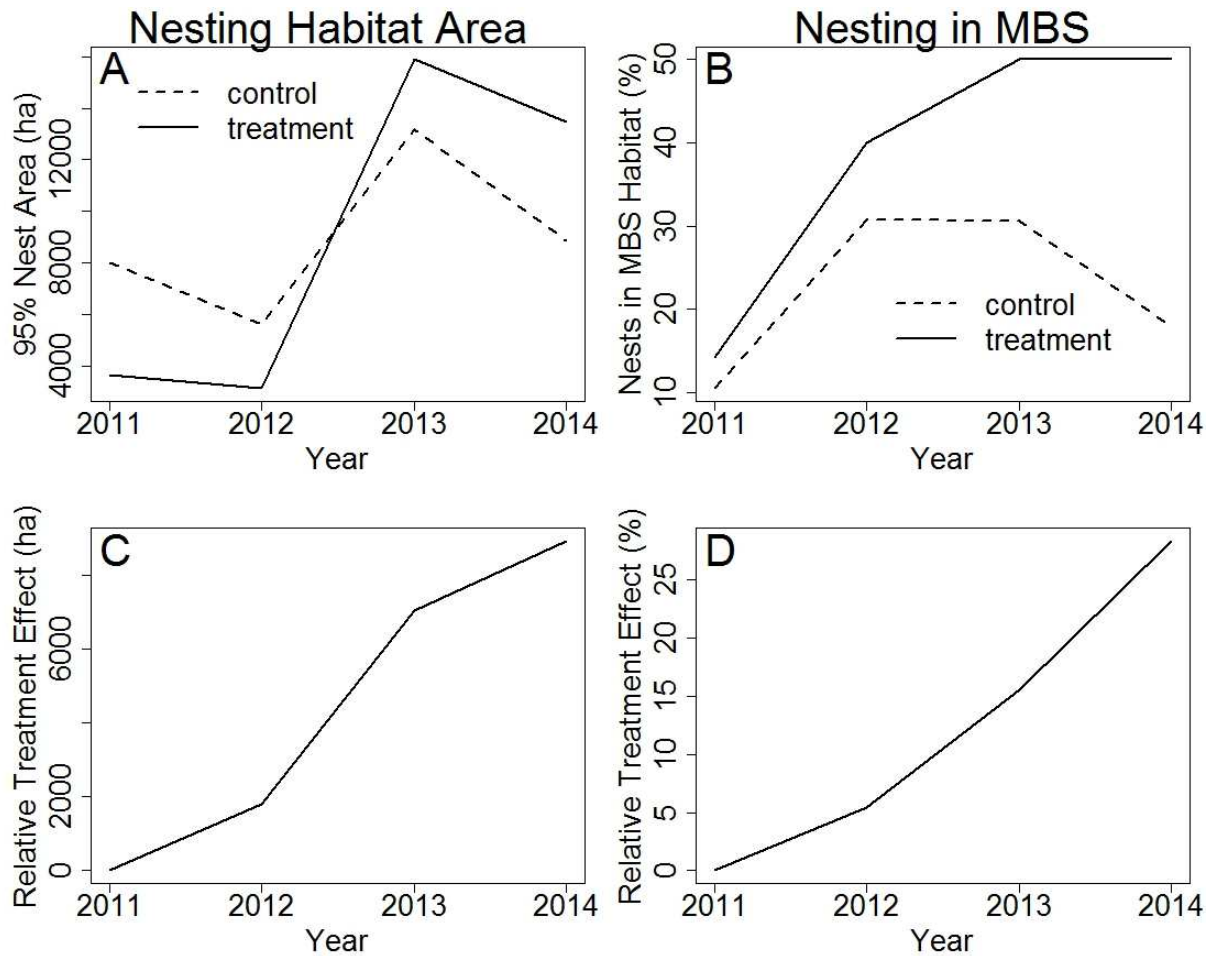 Nesting Habitat Area
A
control
treatment
95% Nest Area (ha)
4000
8000
12000
2011 2012 2013 2014
Year
Nesting in MBS
B
control
treatment
Nests in MBS Habitat (%)
10
20
30
40
50
2011 2012 2013 2014
Year
C
Relative Treatment Effect (ha)
0
2000
6000
2011 2012 2013 2014
Year
D
Relative Treatment Effect (%)
0
5
10
15
20
25
2011 2012 2013 2014
Year